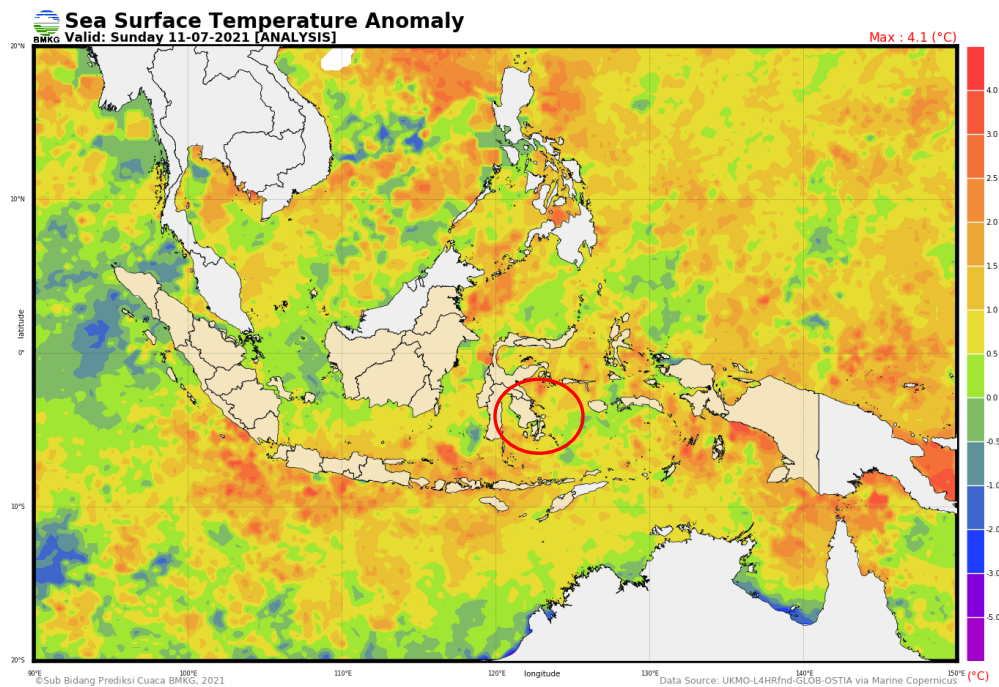 Sea Surface Temperature Anomaly
BMKG
Valid: Sunday 11-07-2021 [ANALYSIS]
Max : 4.1 (°C)
20°N
10°N
0°
10°S
20°S
latitude
90°E
100°E
110°E
120°E
130°E
140°E
150°E
longitude
4.0
3.0
2.5
2.0
1.5
1.0
0.5
0.0
-0.5
-1.0
-2.0
-3.0
-5.0
(°C)
©Sub Bidang Prediksi Cuaca BMKG, 2021
Data Source: UKMO-L4HRfnd-GLOB-OSTIA via Marine Copernicus